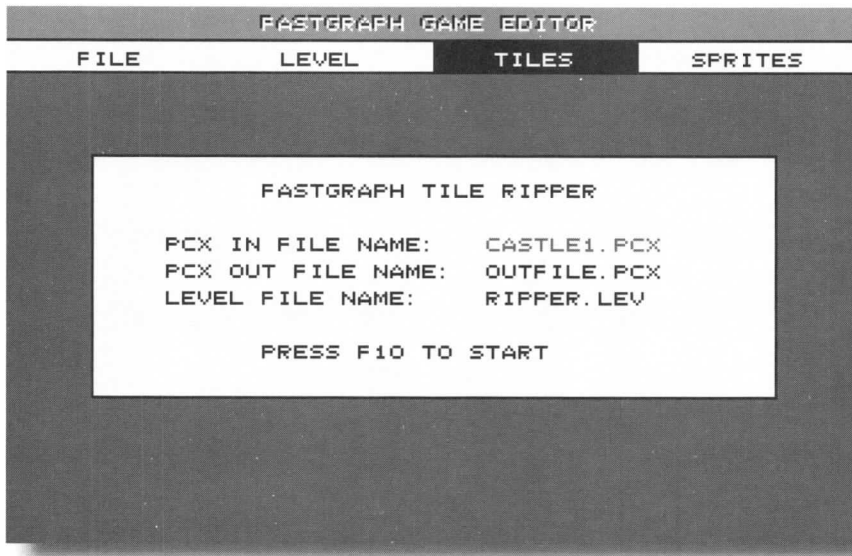 FASTGRAPH GAME EDITOR
FILE LEVEL TILES SPRITES
FASTGRAPH TILE RIPPER
PCX IN FILE NAME: CASTLE1.PCX
PCX OUT FILE NAME: OUTFILE.PCX
LEVEL FILE NAME: RIPPER.LEV
PRESS F10 TO START